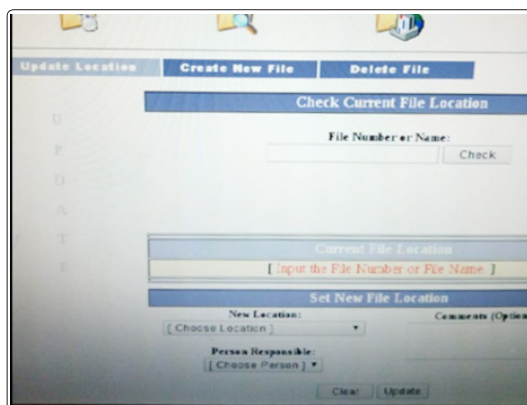 Update Location Create New File Delete File
Check Current File Location
File Number or Name:
Check
U
P
D
A
T
E
Current File Location
[ Input the File Number or File Name. ]
Set New File Location
New Location:
[ Choose Location ]
Comments (Option
Person Responsible:
[ Choose Person ]
Clear Update